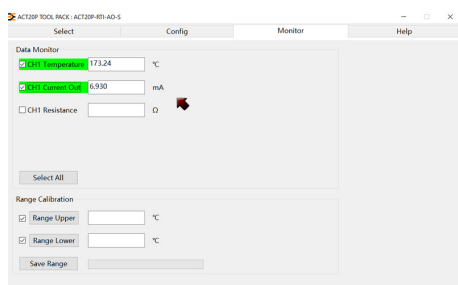 ACT20P TOOL PACK : ACT20P-RTI-AO-S
Select Config Monitor Help
Data Monitor
CH1 Temperature 173.24 °C
CH1 Current Out 6.930 mA
CH1 Resistance Ω
Select All
Range Calibration
Range Upper °C
Range Lower °C
Save Range